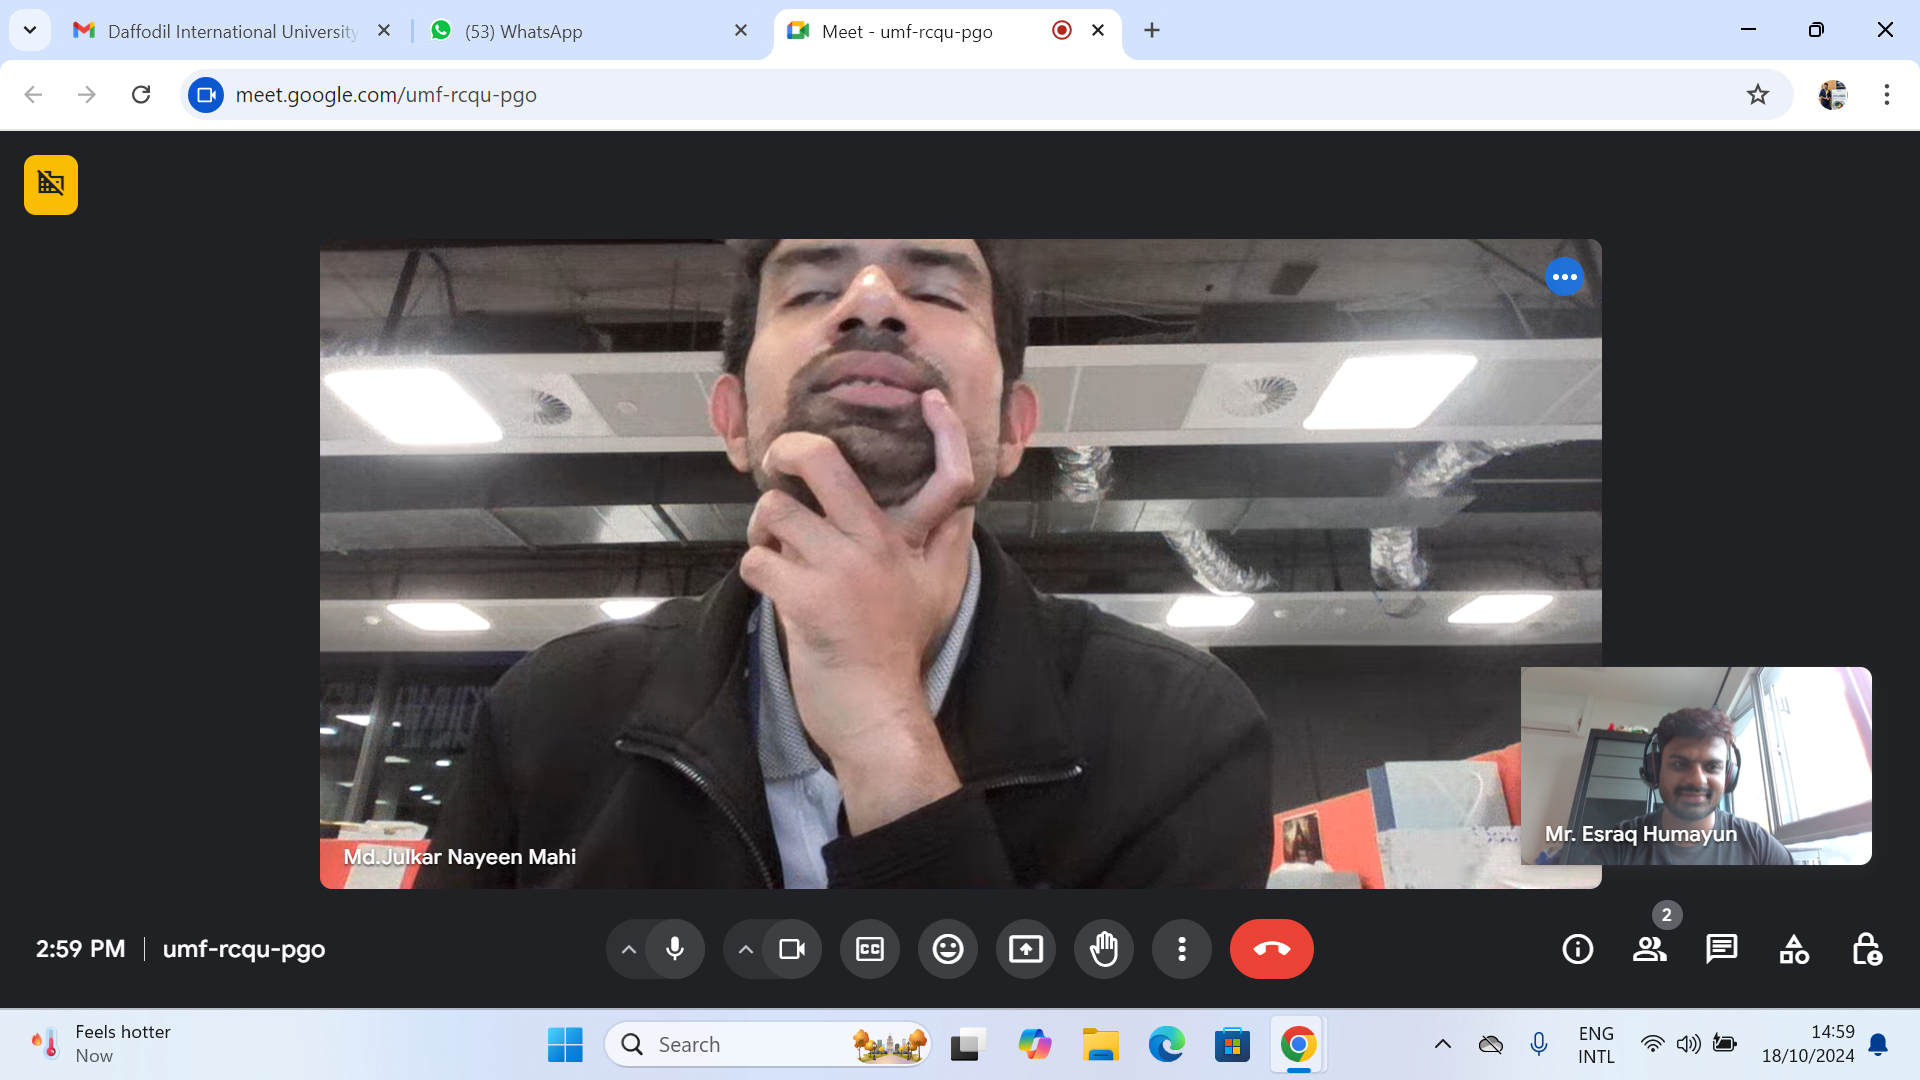 Daffodil International University
(53) WhatsApp
Meet - umf-rcqu-pgo
meet.google.com/umf-rcqu-pgo
Md.Julkar Nayeen Mahi
Mr. Esraq Humayun
2:59 PM
umf-rcqu-pgo
CC
2
Feels hotter
Now
Search
ENG
INTL
14:59
18/10/2024